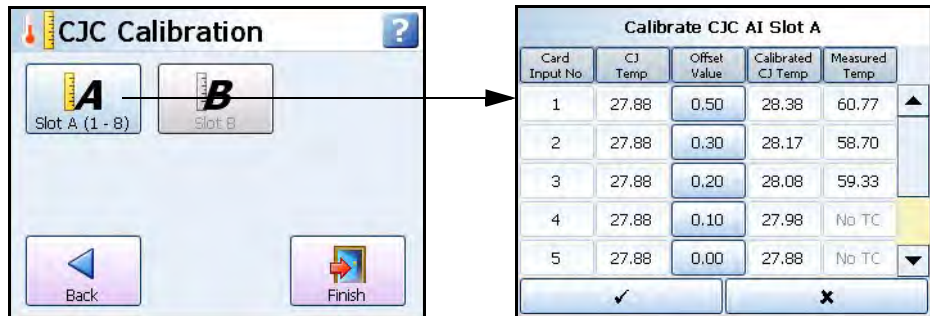 CJC Calibration
?
A
Slot A (1 - 8)
B
Slot B
Back
Finish
Calibrate CJC AI Slot A
Card Input No CJ Temp Offset Value Calibrated CJ Temp Measured Temp
1 27.88 0.50 28.38 60.77
2 27.88 0.30 28.17 58.70
3 27.88 0.20 28.08 59.33
4 27.88 0.10 27.98 No TC
5 27.88 0.00 27.88 No TC